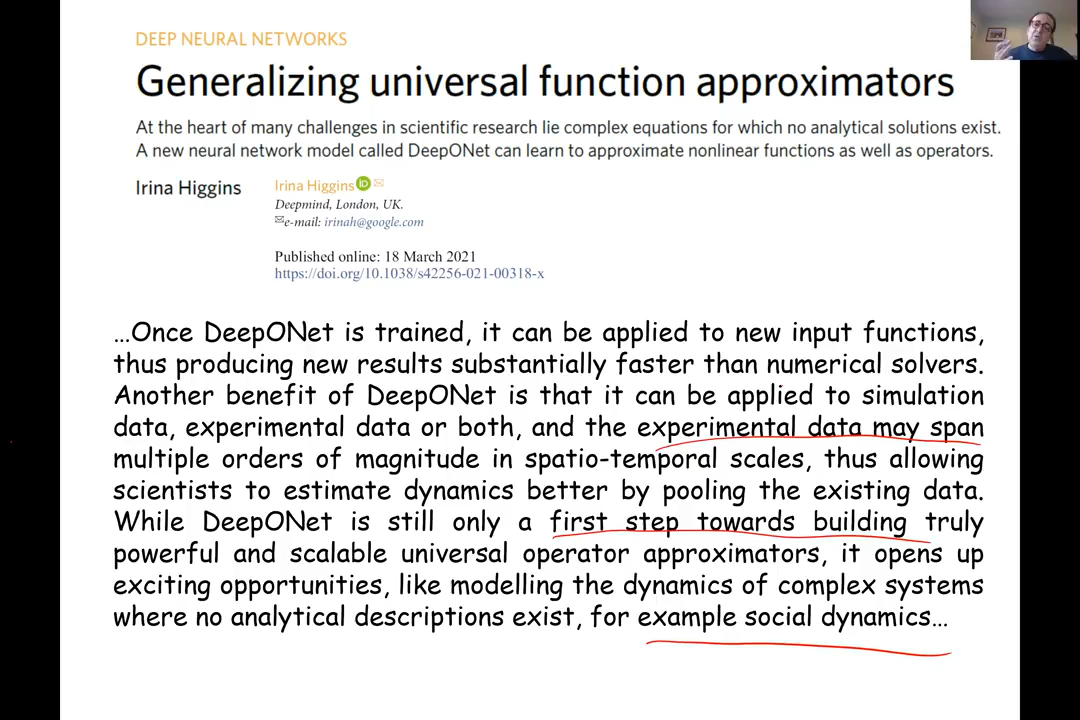 DEEP NEURAL NETWORKS
Generalizing universal function approximators
At the heart of many challenges in scientific research lie complex equations for which no analytical solutions exist.
A new neural network model called DeepONet can learn to approximate nonlinear functions as well as operators.
Irina Higgins
Irina Higgins iD
Deepmind, London, UK.
e-mail: irinah@google.com
Published online: 18 March 2021
https://doi.org/10.1038/s42256-021-00318-x
…Once DeepONet is trained, it can be applied to new input functions,
thus producing new results substantially faster than numerical solvers.
Another benefit of DeepONet is that it can be applied to simulation
data, experimental data or both, and the experimental data may span
multiple orders of magnitude in spatio-temporal scales, thus allowing
scientists to estimate dynamics better by pooling the existing data.
While DeepONet is still only a first step towards building truly
powerful and scalable universal operator approximators, it opens up
exciting opportunities, like modelling the dynamics of complex systems
where no analytical descriptions exist, for example social dynamics…